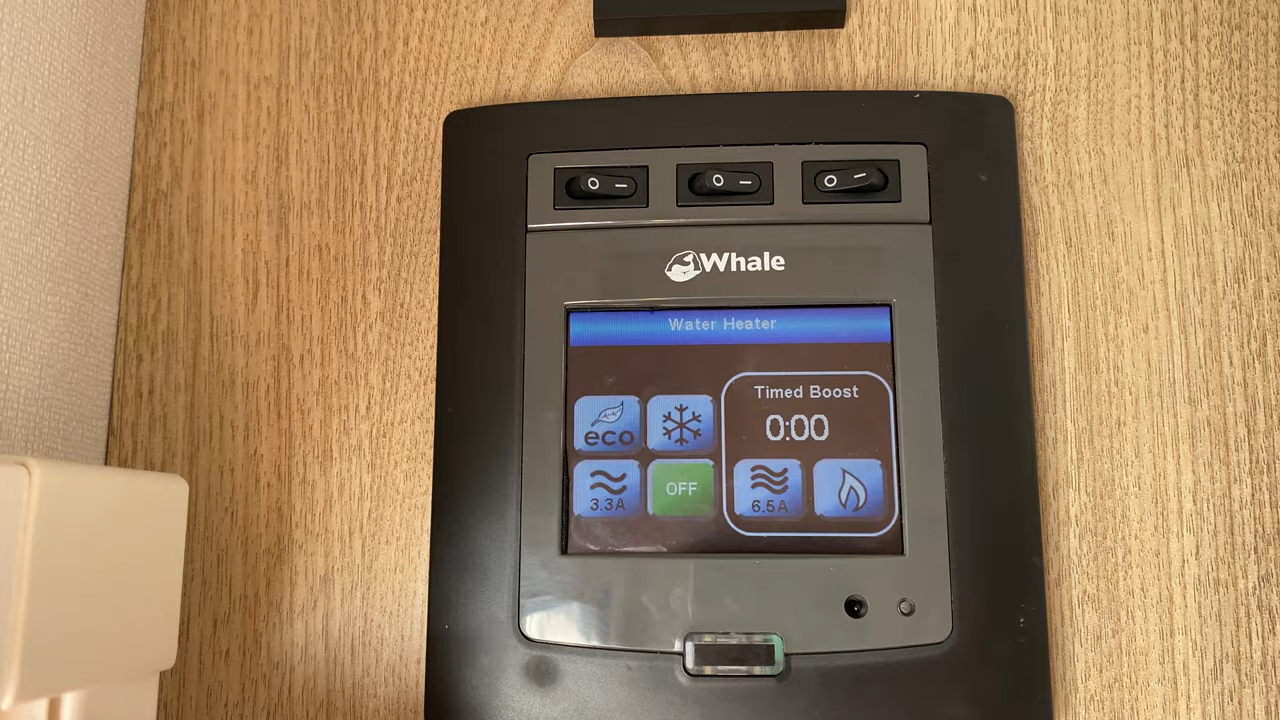 O – O – O –
Whale
Water Heater
Timed Boost
0:00
eco
3.3A OFF 6.5A